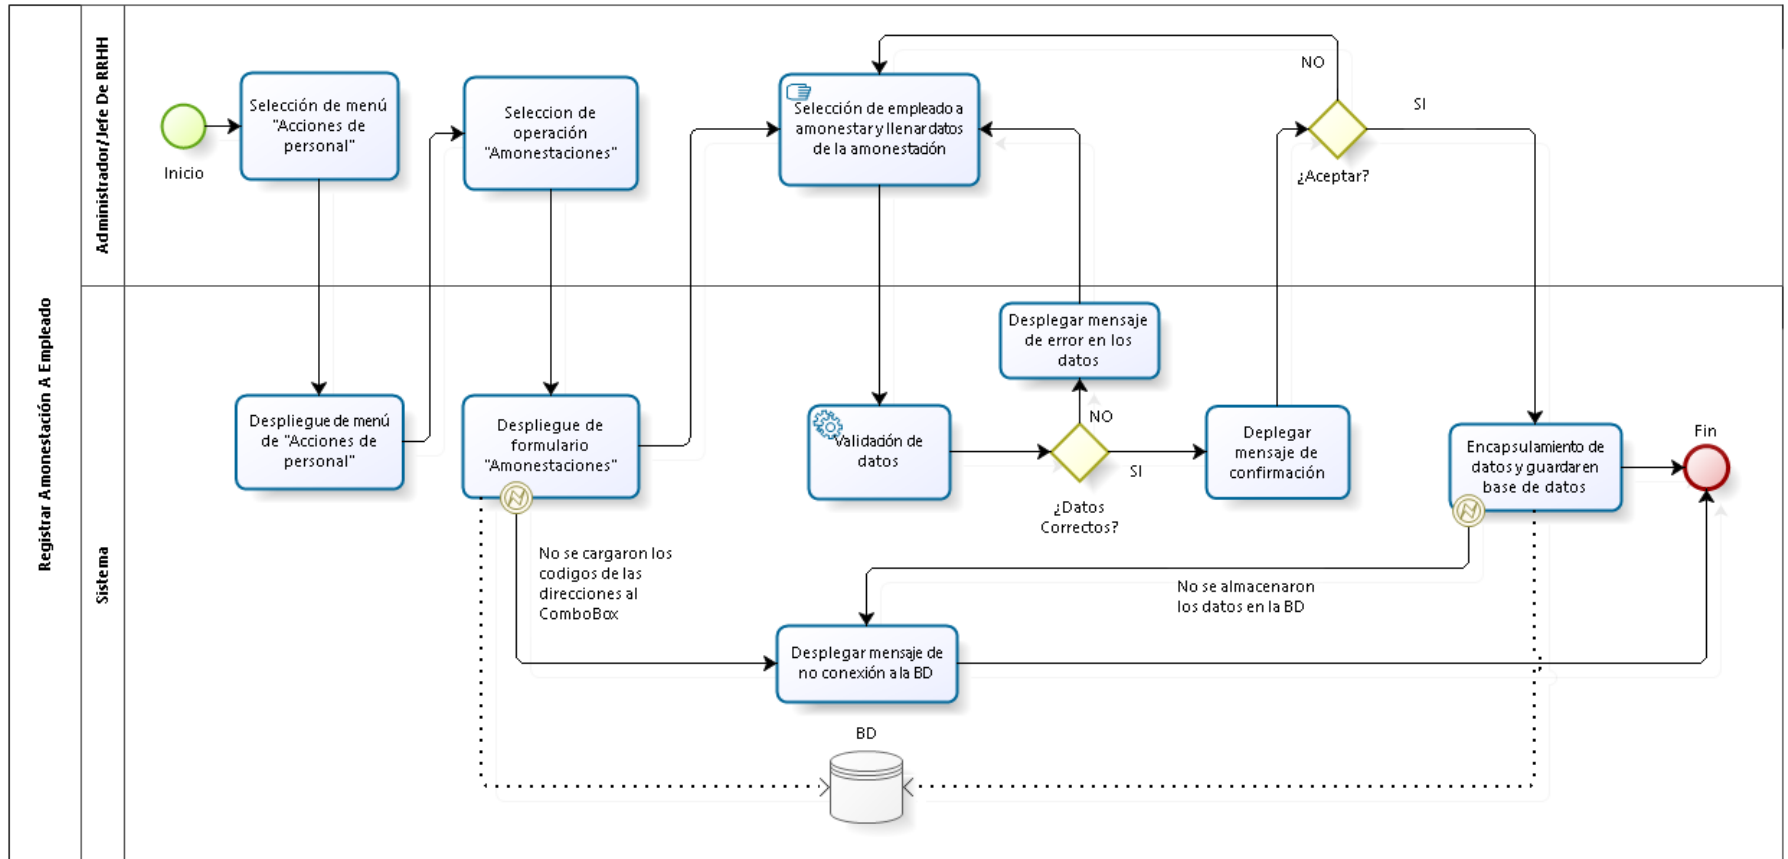 Registrar Amonestación A Empleado
Administrador/Jefe De RRHH
Inicio
Selección de menú
"Acciones de
personal"
Seleccion de
operación
"Amonestaciones"
Selección de empleado a
amonestar y llenar datos
de la amonestación
NO
SI
¿Aceptar?
Sistema
Despliegue de menú
de "Acciones de
personal"
Despliegue de
formulario
"Amonestaciones"
Desplegar mensaje
de error en los
datos
Validación de
datos
NO
SI
¿Datos
Correctos?
Deplegar
mensaje de
confirmación
Encapsulamiento de
datos y guardar en
base de datos
Fin
No se cargaron los
codigos de las
direcciones al
ComboBox
No se almacenaron
los datos en la BD
Desplegar mensaje de
no conexión a la BD
BD